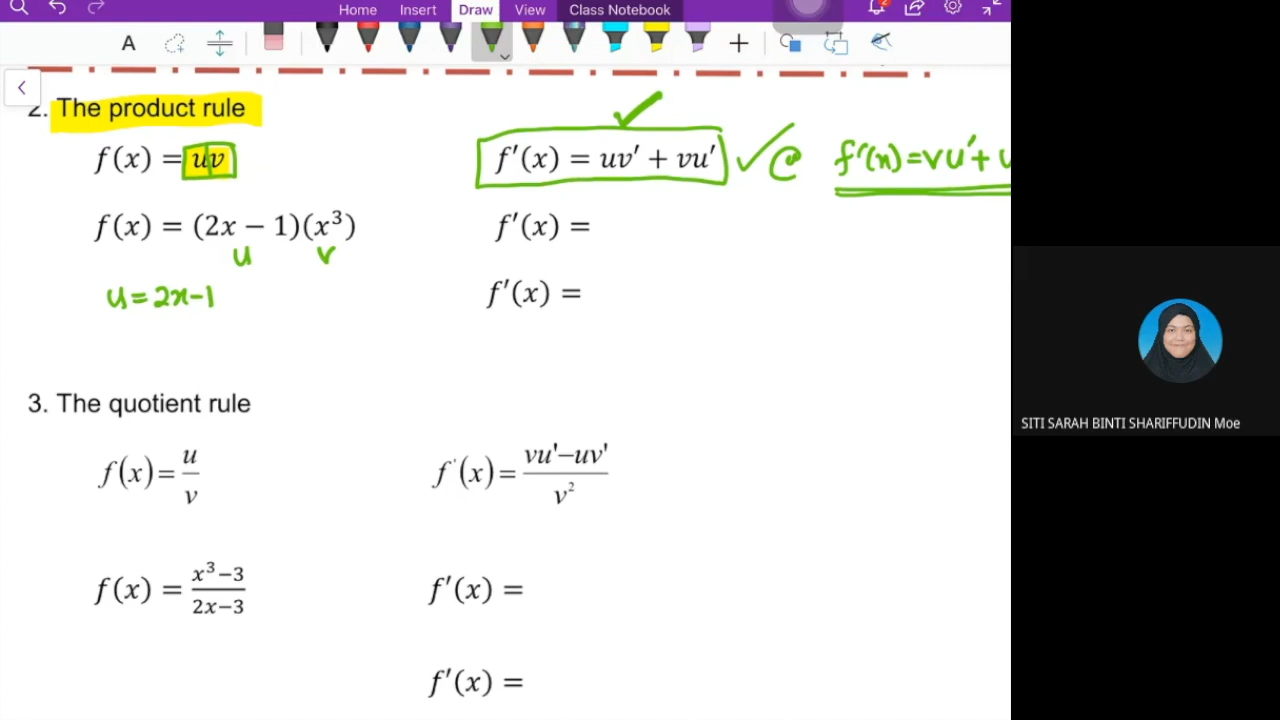 Home Insert Draw View Class Notebook
A
2. The product rule
f(x) = uv
f'(x) = uv' + vu' ✓ @ f'(x)=vu'+
f(x) = (2x − 1)(x³)
f'(x) =
u v
u = 2x-1
f'(x) =
3. The quotient rule
f(x) = u/v
f'(x) = vu'−uv'/v²
f(x) = x³−3/2x−3
f'(x) =
f'(x) =
SITI SARAH BINTI SHARIFFUDIN Moe